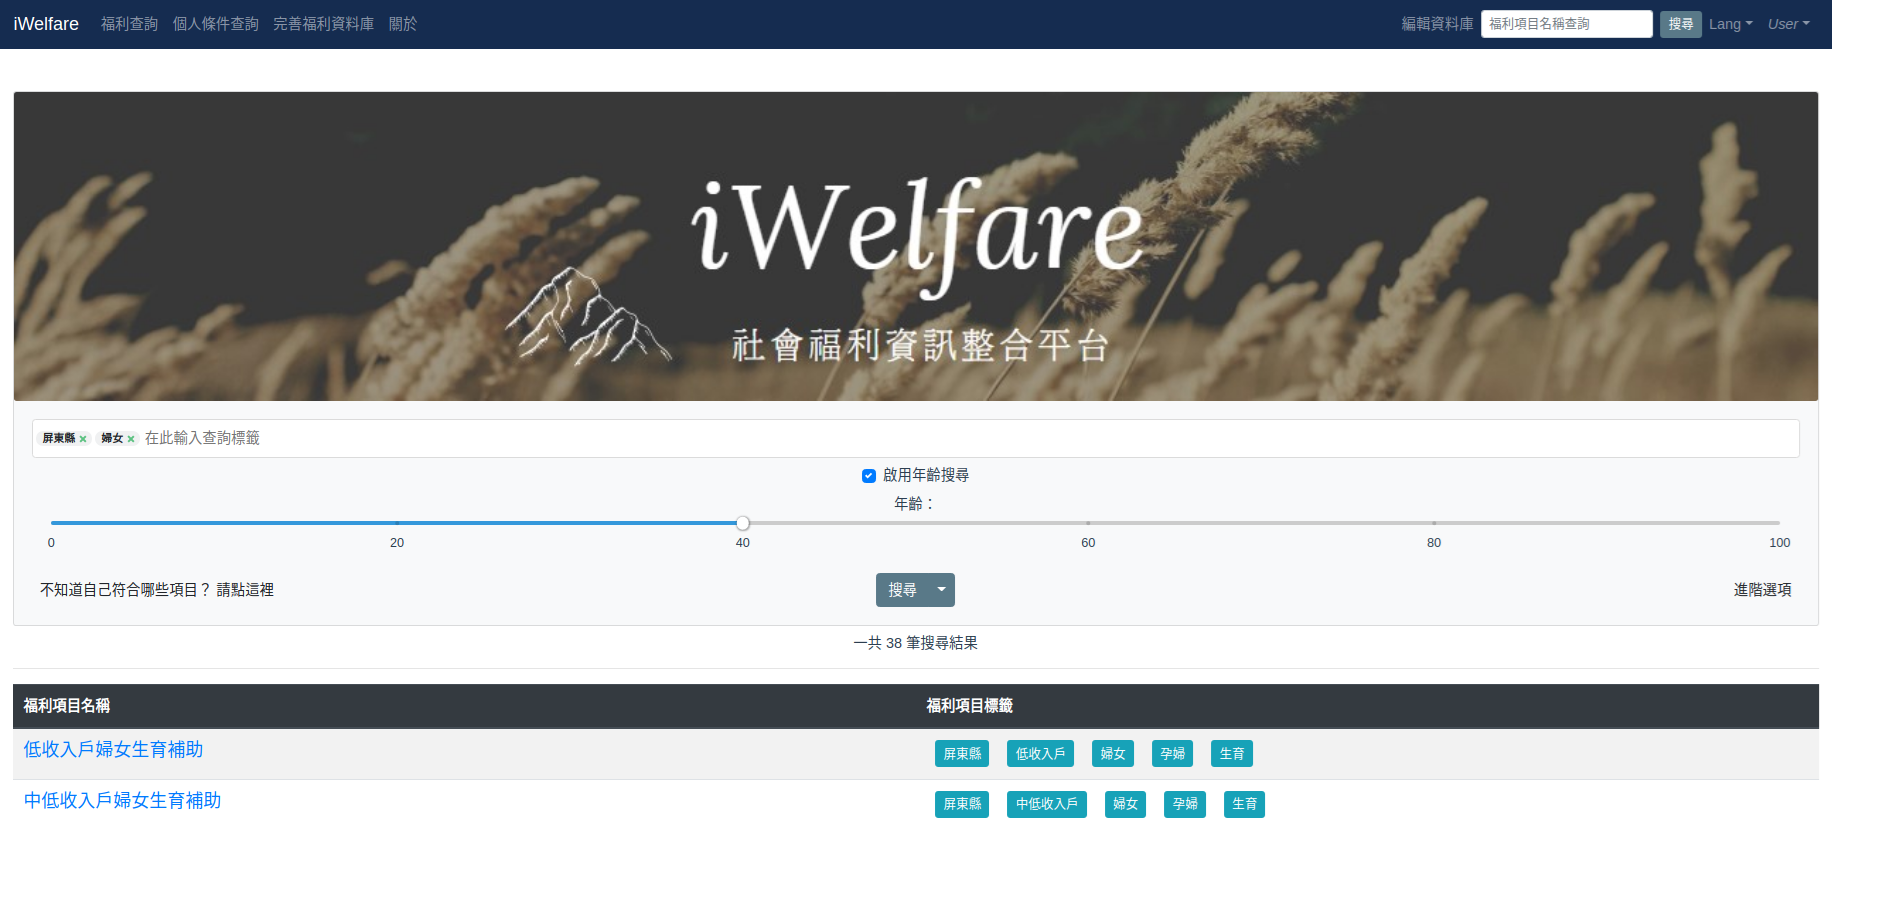 iWelfare 福利查詢 個人條件查詢 完善福利資料庫 關於 編輯資料庫 福利項目名稱查詢 搜尋 Lang User
iWelfare
社會福利資訊整合平台
屏東縣 × 婦女 × 在此輸入查詢標籤
啟用年齡搜尋
年齡：
0 20 40 60 80 100
不知道自己符合哪些項目？ 請點這裡 搜尋 進階選項
一共 38 筆搜尋結果
福利項目名稱 福利項目標籤
低收入戶婦女生育補助 屏東縣 低收入戶 婦女 孕婦 生育
中低收入戶婦女生育補助 屏東縣 中低收入戶 婦女 孕婦 生育